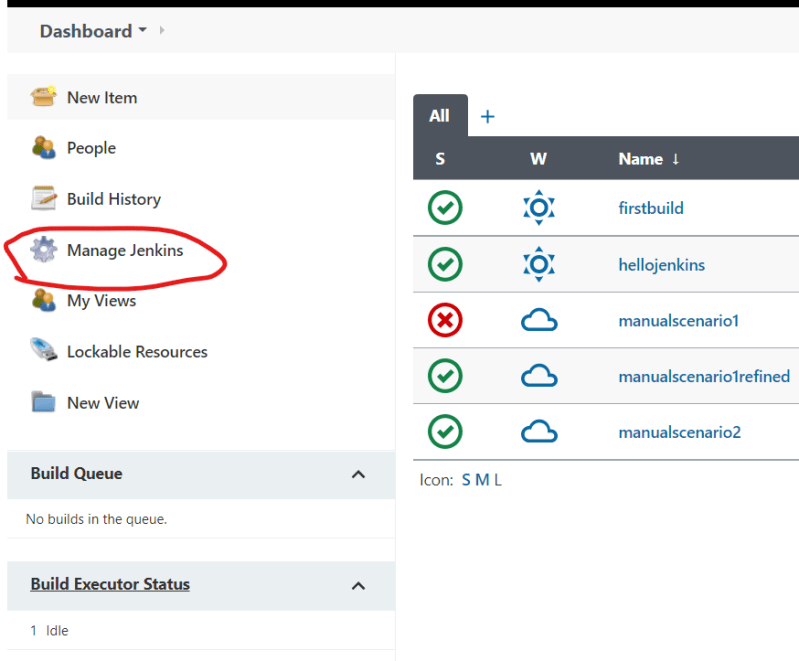 Dashboard
New Item
People
Build History
Manage Jenkins
My Views
Lockable Resources
New View
Build Queue
No builds in the queue.
Build Executor Status
1 Idle
All +
S W Name ↓
firstbuild
hellojenkins
manualscenario1
manualscenario1refined
manualscenario2
Icon: S M L